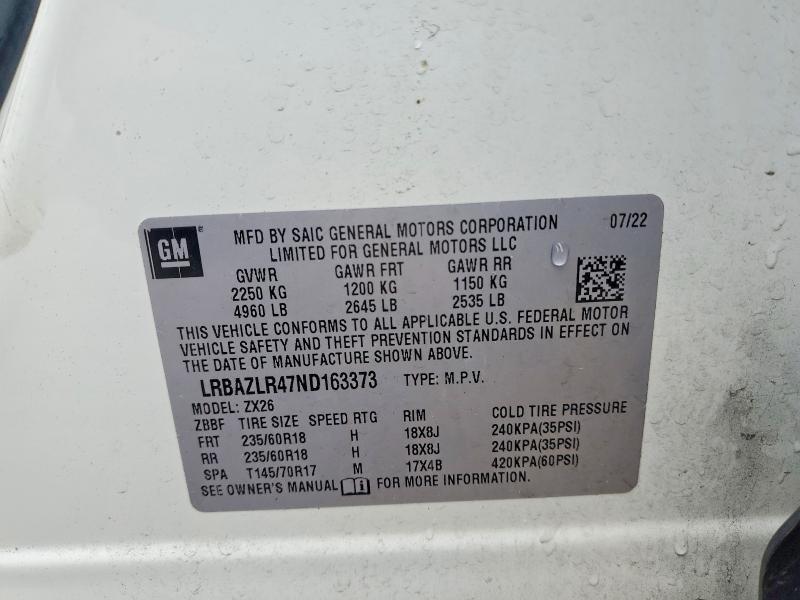 GM
MFD BY SAIC GENERAL MOTORS CORPORATION 07/22
LIMITED FOR GENERAL MOTORS LLC
GVWR GAWR FRT GAWR RR
2250 KG 1200 KG 1150 KG
4960 LB 2645 LB 2535 LB
THIS VEHICLE CONFORMS TO ALL APPLICABLE U.S. FEDERAL MOTOR
VEHICLE SAFETY AND THEFT PREVENTION STANDARDS IN EFFECT ON
THE DATE OF MANUFACTURE SHOWN ABOVE.
LRBAZLR47ND163373 TYPE: M.P.V.
MODEL: ZX26
ZBBF TIRE SIZE SPEED RTG RIM COLD TIRE PRESSURE
FRT 235/60R18 H 18X8J 240KPA(35PSI)
RR 235/60R18 H 18X8J 240KPA(35PSI)
SPA T145/70R17 M 17X4B 420KPA(60PSI)
SEE OWNER'S MANUAL FOR MORE INFORMATION.